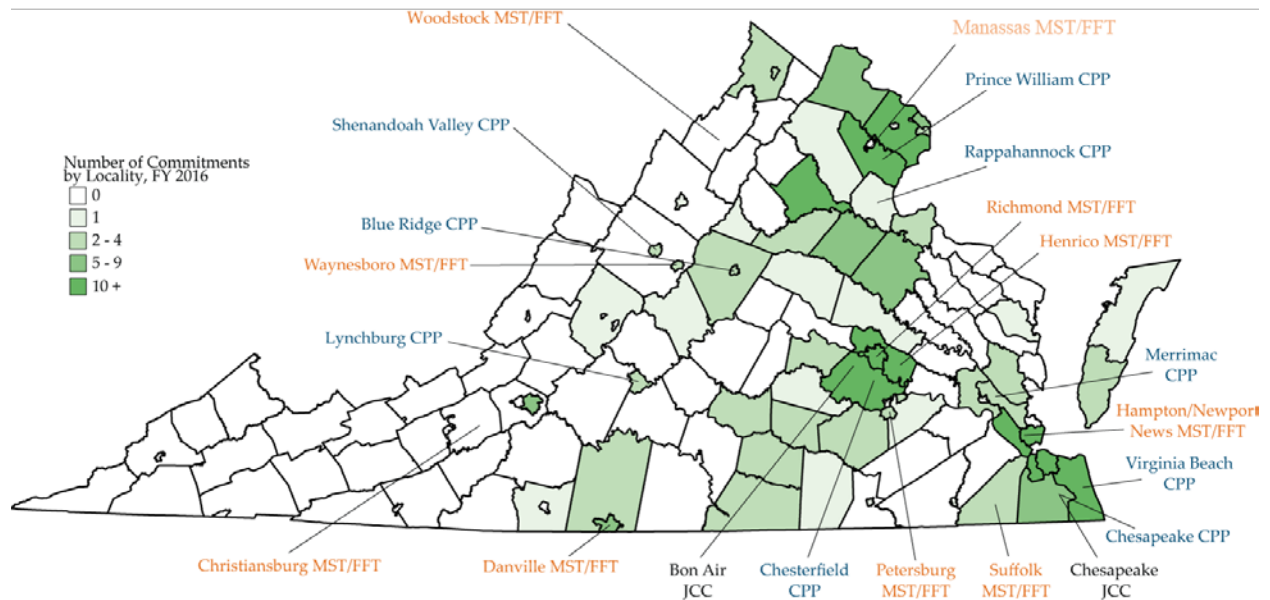 Woodstock MST/FFT
Manassas MST/FFT
Prince William CPP
Shenandoah Valley CPP
Rappahannock CPP
Number of Commitments
by Locality, FY 2016
0
1
2 - 4
5 - 9
10 +
Richmond MST/FFT
Blue Ridge CPP
Henrico MST/FFT
Waynesboro MST/FFT
Lynchburg CPP
Merrimac
CPP
Hampton/Newport
News MST/FFT
Virginia Beach
CPP
Chesapeake CPP
Christiansburg MST/FFT
Danville MST/FFT
Bon Air
JCC
Chesterfield
CPP
Petersburg
MST/FFT
Suffolk
MST/FFT
Chesapeake
JCC